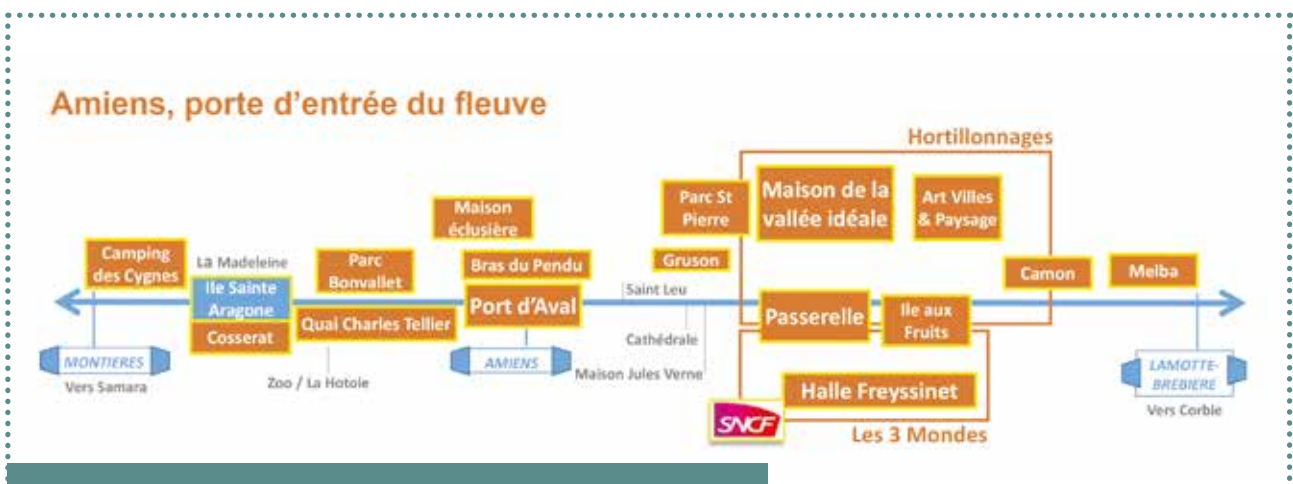 Amiens, porte d'entrée du fleuve
Hortillonnages
Parc St
Pierre
Maison de la
vallée idéale
Art Villes
& Paysage
Maison
éclusière
Camping
des Cygnes
La Madeleine
Parc
Bonvallet
Bras du Pendu
Gruson
Camon
Melba
Ile Sainte
Aragone
Port d'Aval
Saint Leu
Passerelle
Ile aux
Fruits
Cosserat
Quai Charles Tellier
Cathédrale
MONTIERES
Vers Samara
Zoo / La Hotoie
AMIENS
Maison Jules Verne
LAMOTTE-
BREBIERE
Vers Corbie
Halle Freyssinet
SNCF
Les 3 Mondes